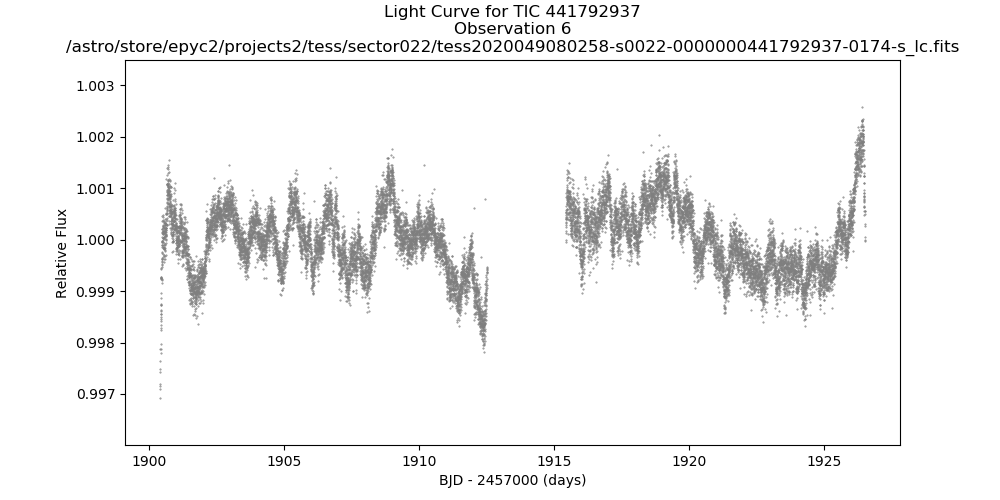 Light Curve for TIC 441792937
Observation 6
/astro/store/epyc2/projects2/tess/sector022/tess2020049080258-s0022-0000000441792937-0174-s_lc.fits
1.003
1.002
1.001
1.000
0.999
0.998
0.997
Relative Flux
1900
1905
1910
1915
1920
1925
BJD - 2457000 (days)